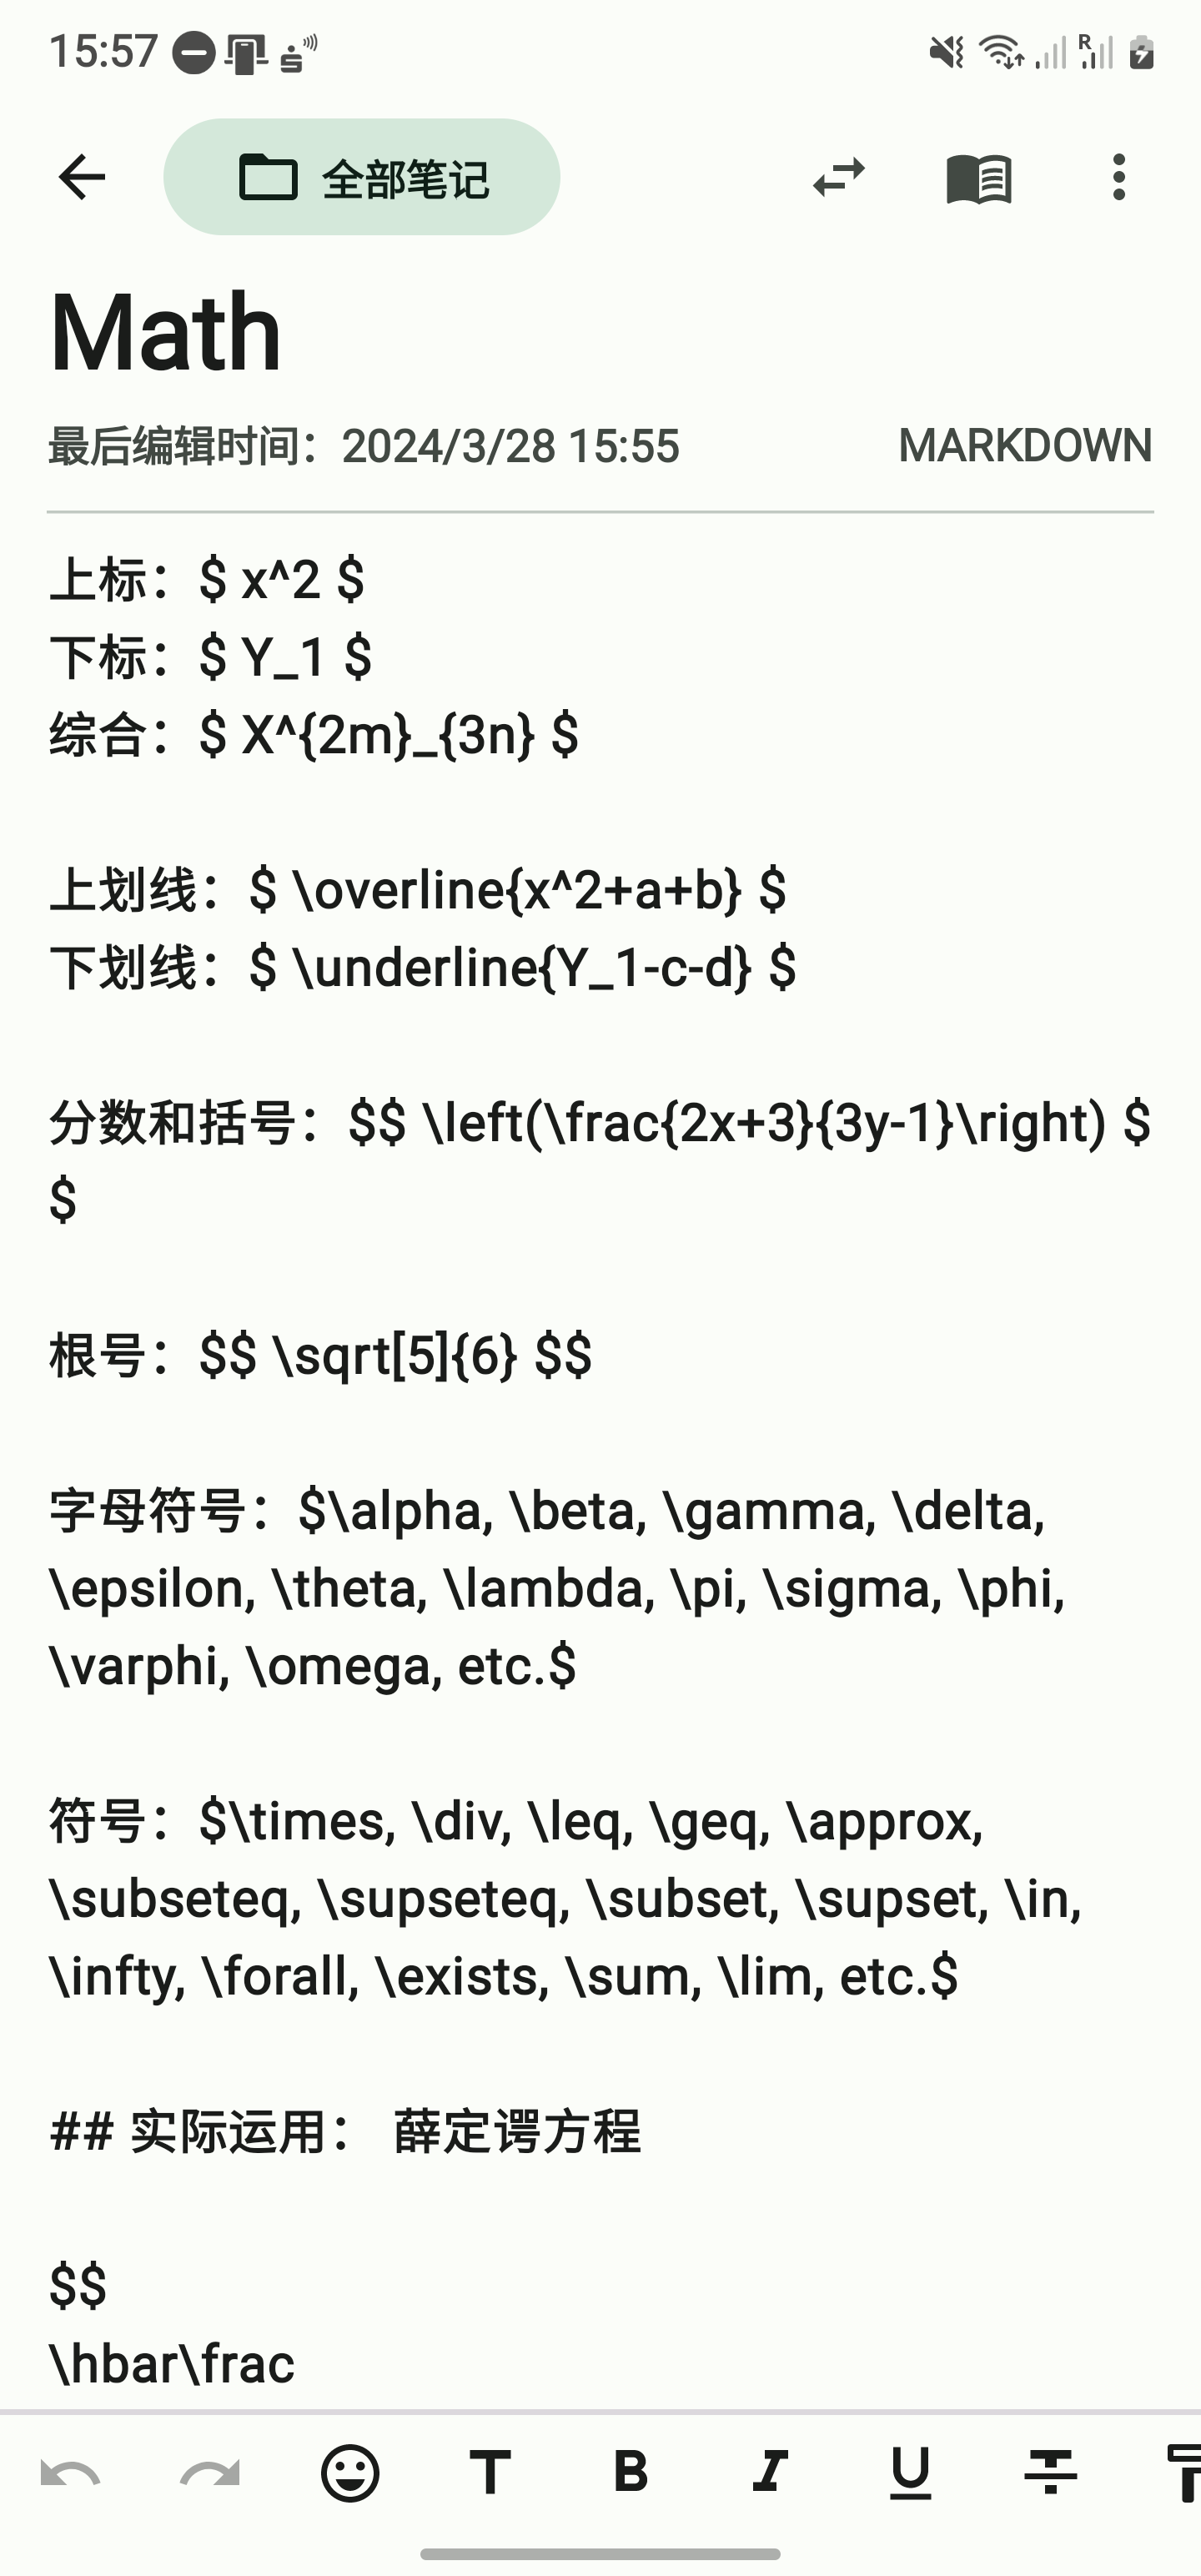 15:57
R
全部笔记
Math
最后编辑时间：2024/3/28 15:55
MARKDOWN
上标：$ x^2 $
下标：$ Y_1 $
综合：$ X^{2m}_{3n} $
上划线：$ \overline{x^2+a+b} $
下划线：$ \underline{Y_1-c-d} $
分数和括号：$$ \left(\frac{2x+3}{3y-1}\right) $
$
根号：$$ \sqrt[5]{6} $$
字母符号：$\alpha, \beta, \gamma, \delta,
\epsilon, \theta, \lambda, \pi, \sigma, \phi,
\varphi, \omega, etc.$
符号：$\times, \div, \leq, \geq, \approx,
\subseteq, \supseteq, \subset, \supset, \in,
\infty, \forall, \exists, \sum, \lim, etc.$
## 实际运用： 薛定谔方程
$$
\hbar\frac
T B I U T